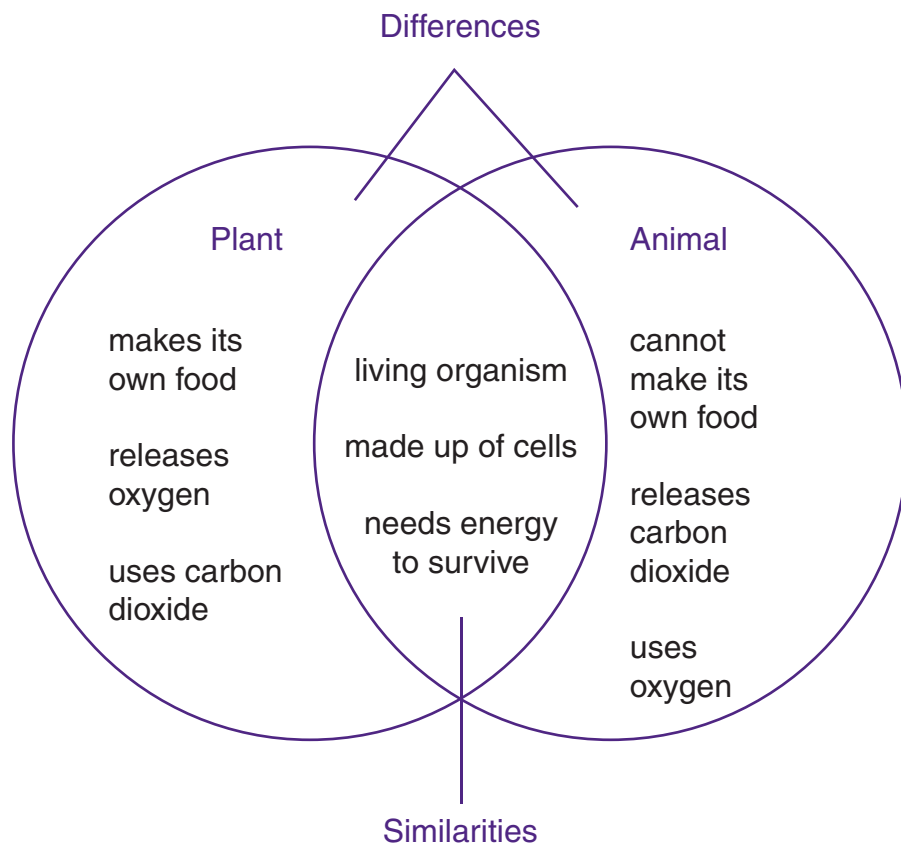 Differences
Plant
makes its
own food
releases
oxygen
uses carbon
dioxide
living organism
made up of cells
needs energy
to survive
Animal
cannot
make its
own food
releases
carbon
dioxide
uses
oxygen
Similarities